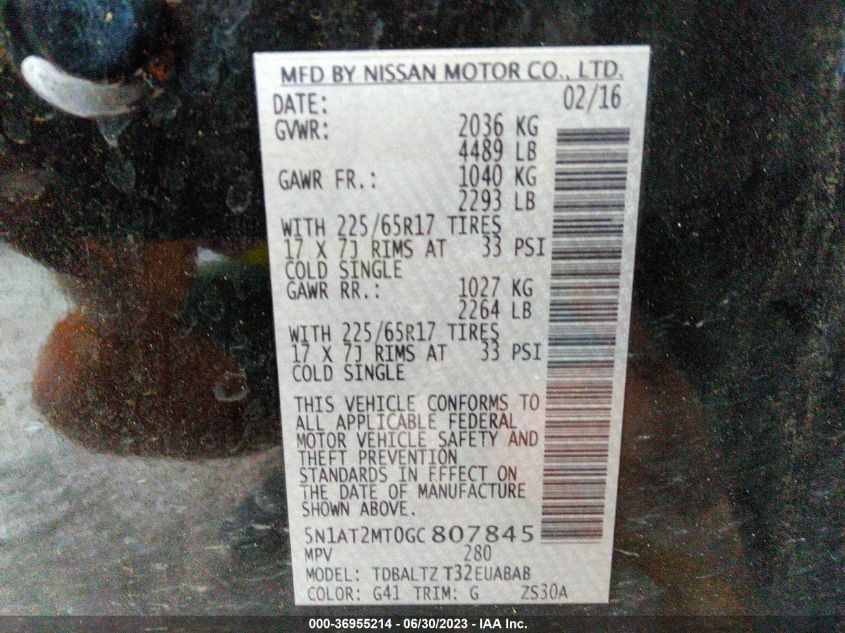 MFD BY NISSAN MOTOR CO., LTD.
DATE: 02/16
GVWR: 2036 KG
4489 LB
GAWR FR.: 1040 KG
2293 LB
WITH 225/65R17 TIRES
17 X 7J RIMS AT 33 PSI
COLD SINGLE
GAWR RR.: 1027 KG
2264 LB
WITH 225/65R17 TIRES
17 X 7J RIMS AT 33 PSI
COLD SINGLE
THIS VEHICLE CONFORMS TO
ALL APPLICABLE FEDERAL
MOTOR VEHICLE SAFETY AND
THEFT PREVENTION
STANDARDS IN EFFECT ON
THE DATE OF MANUFACTURE
SHOWN ABOVE.
5N1AT2MT0GC807845
MPV 280
MODEL: TDBALTZ T32EUABAB
COLOR: G41 TRIM: G ZS30A
000-36955214 - 06/30/2023 - IAA Inc.